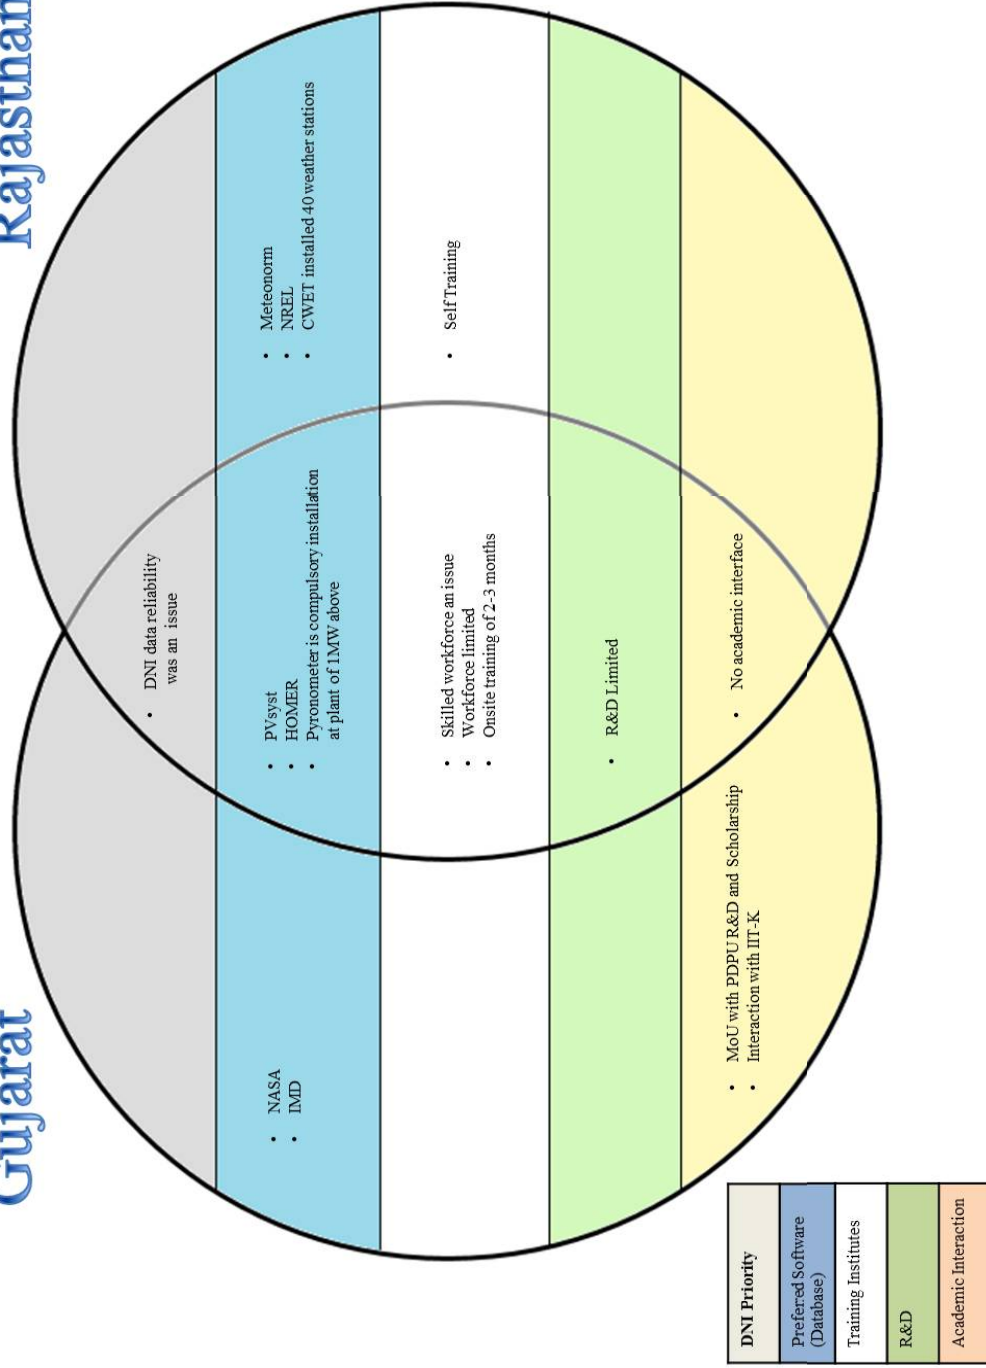 Gujarat
Rajasthan
• DNI data reliability
was an issue
• NASA
• IMD
• PVsyst
• HOMER
• Pyronometer is compulsory installation
at plant of 1MW above
• Meteonorm
• NREL
• CWET installed 40 weather stations
• Skilled workforce an issue
• Workforce limited
• Onsite training of 2-3 months
• Self Training
• R&D Limited
• MoU with PDPU R&D and Scholarship
• Interaction with IIT-K
• No academic interface
DNI Priority
Preferred Software
(Database)
Training Institutes
R&D
Academic Interaction